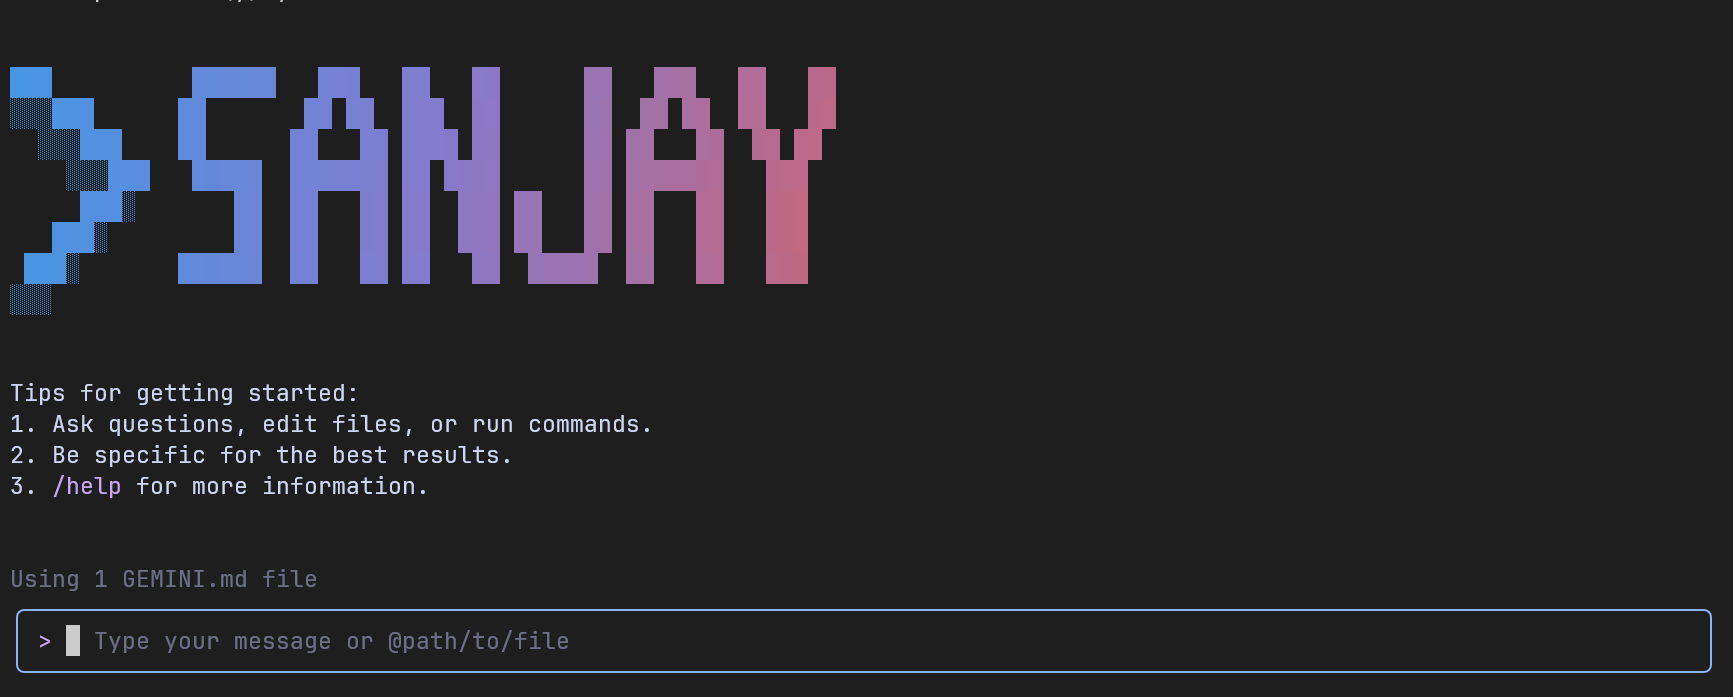 > SANJAY
Tips for getting started:
1. Ask questions, edit files, or run commands.
2. Be specific for the best results.
3. /help for more information.
Using 1 GEMINI.md file
> Type your message or @path/to/file